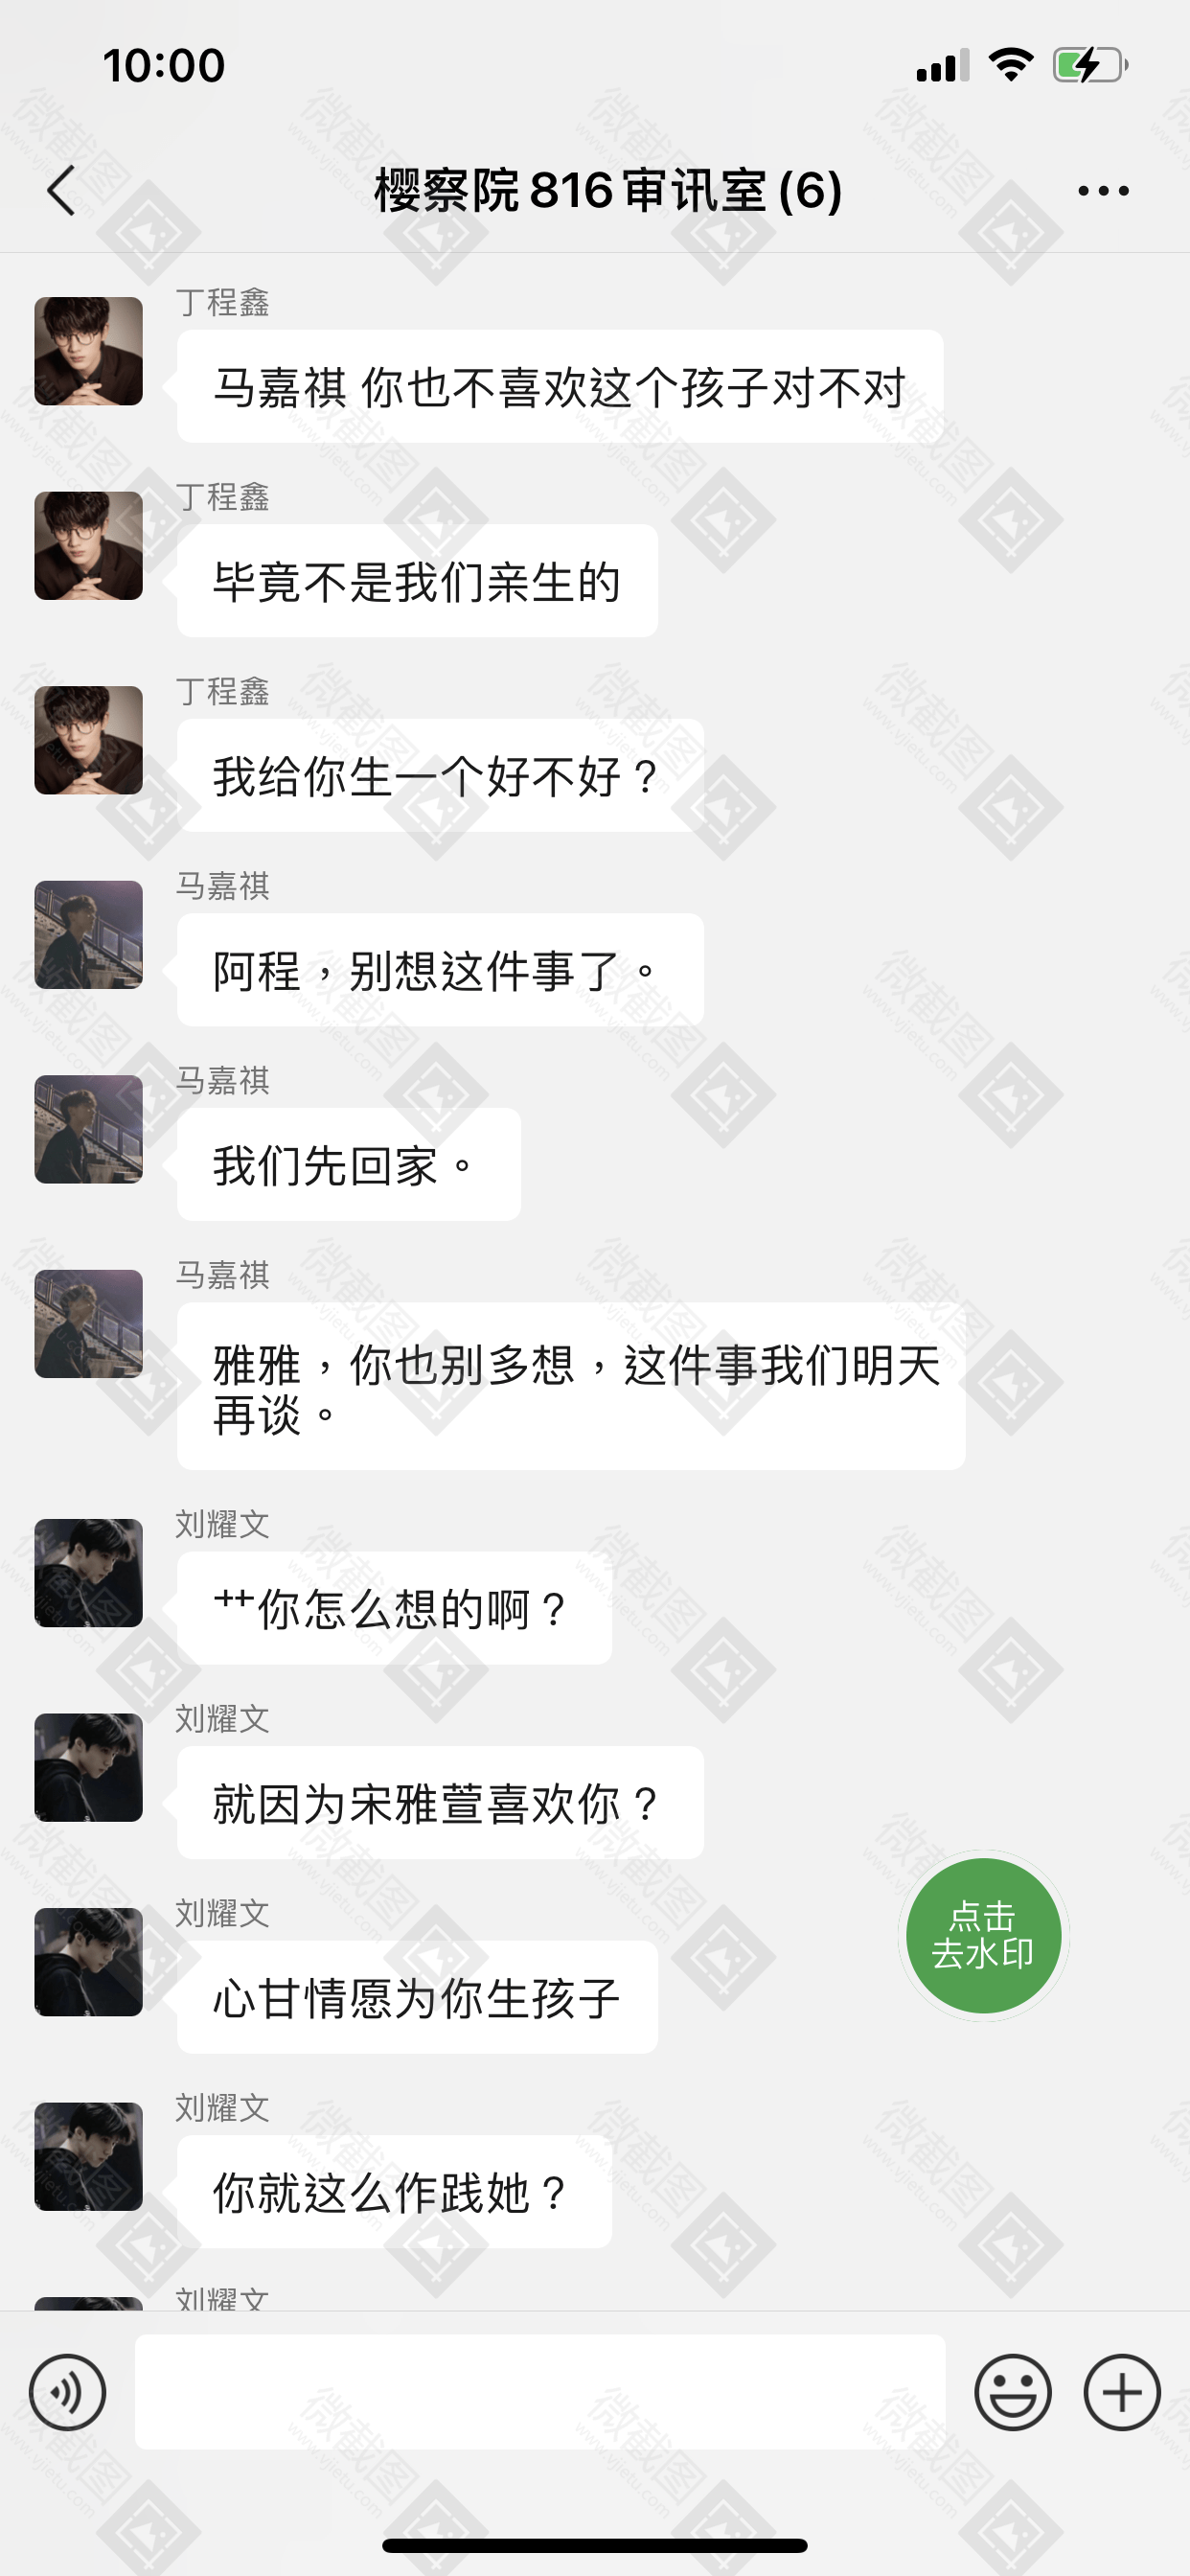 10:00
樱察院816审讯室(6)
丁程鑫
马嘉祺 你也不喜欢这个孩子对不对
丁程鑫
毕竟不是我们亲生的
丁程鑫
我给你生一个好不好？
马嘉祺
阿程，别想这件事了。
马嘉祺
我们先回家。
马嘉祺
雅雅，你也别多想，这件事我们明天
再谈。
刘耀文
艹你怎么想的啊？
刘耀文
就因为宋雅萱喜欢你？
刘耀文
心甘情愿为你生孩子
点击
去水印
刘耀文
你就这么作践她？
刘耀文
微截图
www.vjietu.com